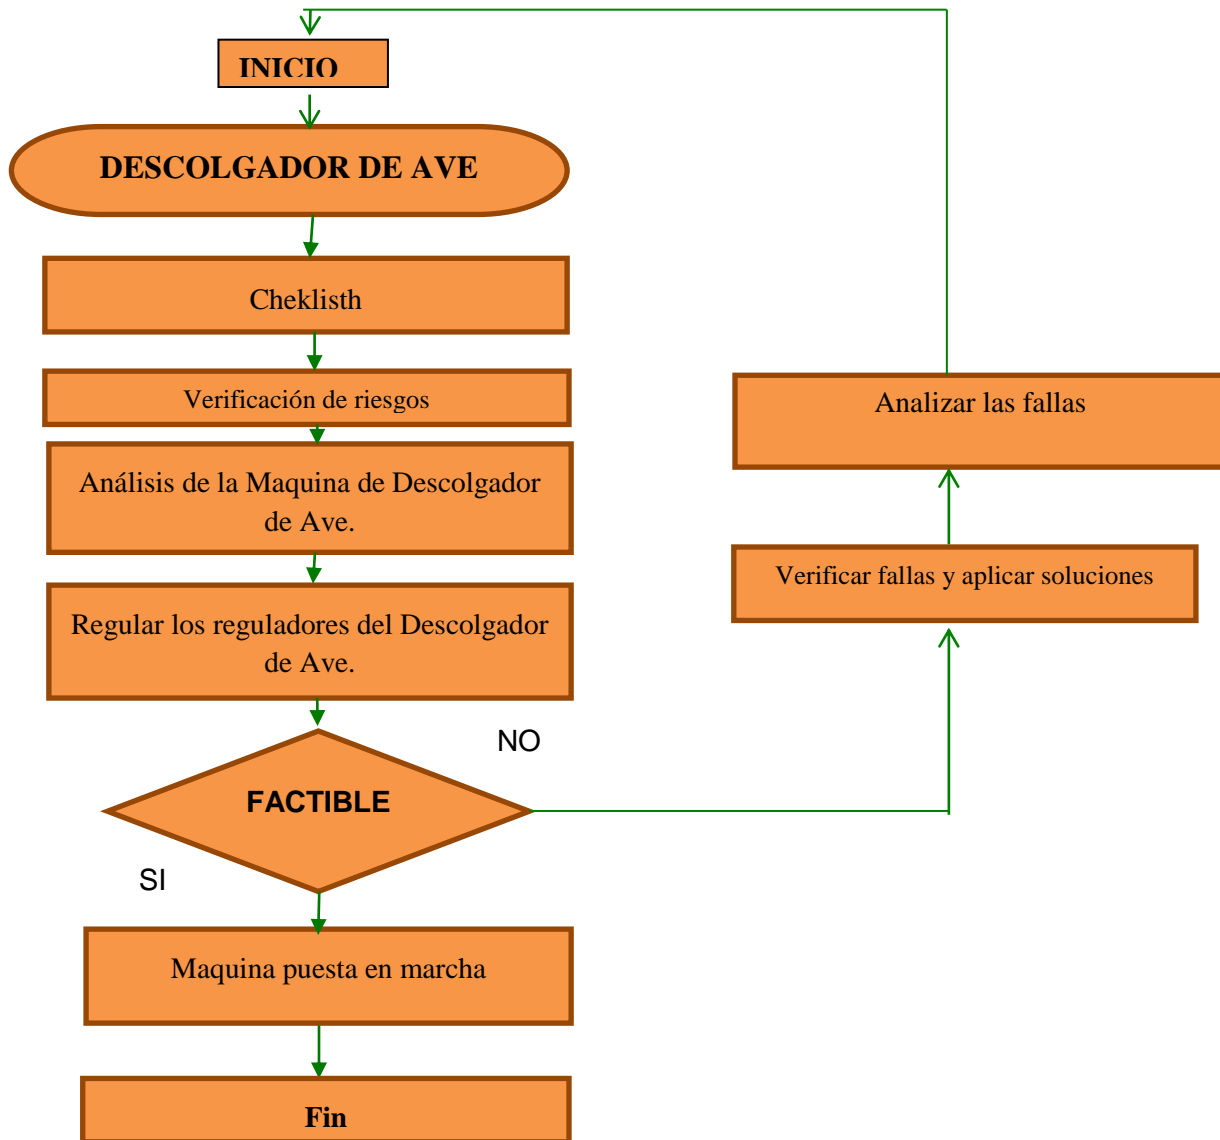 INICIO
DESCOLGADOR DE AVE
Cheklisth
Verificación de riesgos
Análisis de la Maquina de Descolgador
de Ave.
Regular los reguladores del Descolgador
de Ave.
NO
FACTIBLE
SI
Maquina puesta en marcha
Fin
Analizar las fallas
Verificar fallas y aplicar soluciones